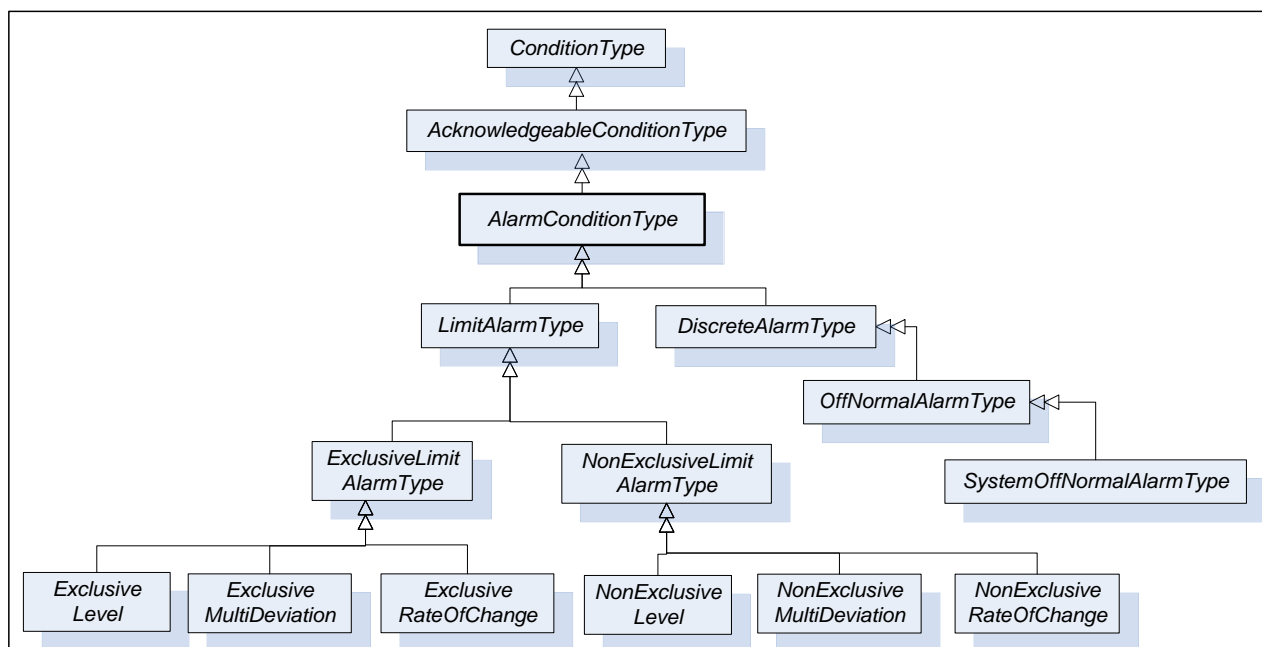 ConditionType
AcknowledgeableConditionType
AlarmConditionType
LimitAlarmType
DiscreteAlarmType
OffNormalAlarmType
ExclusiveLimit
AlarmType
NonExclusiveLimit
AlarmType
SystemOffNormalAlarmType
Exclusive
Level
Exclusive
MultiDeviation
Exclusive
RateOfChange
NonExclusive
Level
NonExclusive
MultiDeviation
NonExclusive
RateOfChange